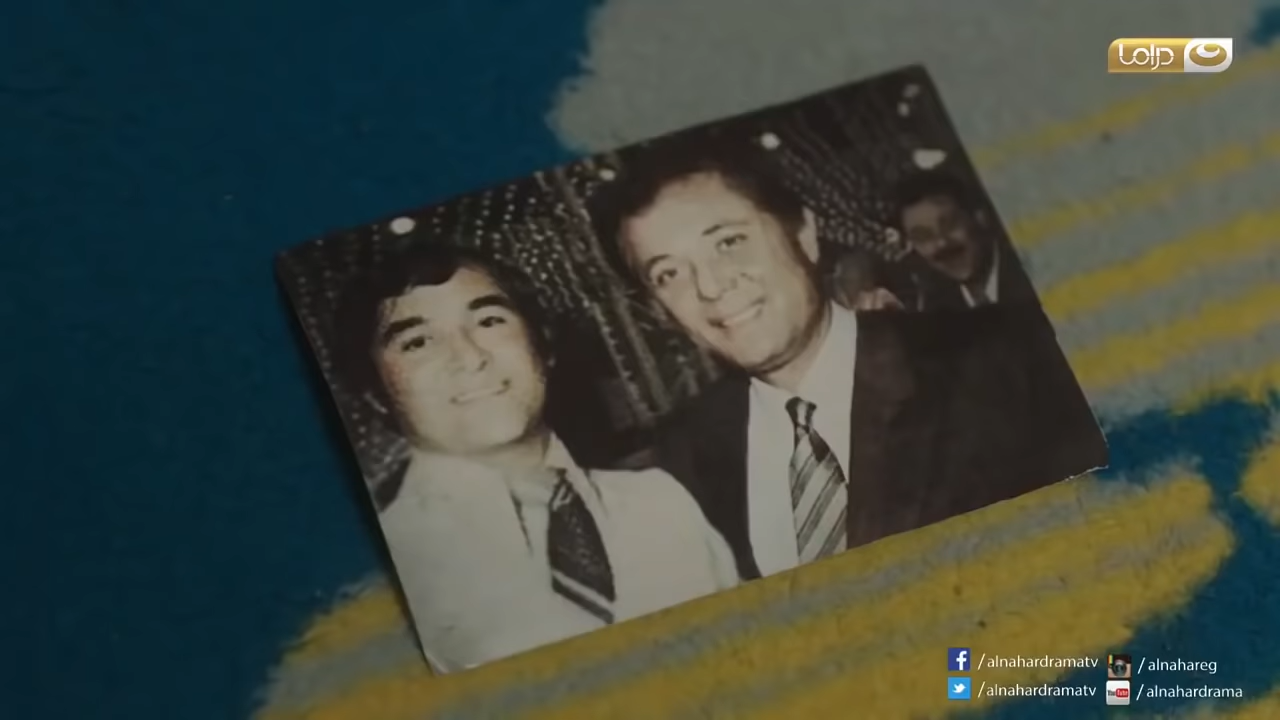 دراما
/alnahardramatv
/alnahareg
/alnahardramatv
/alnahardrama